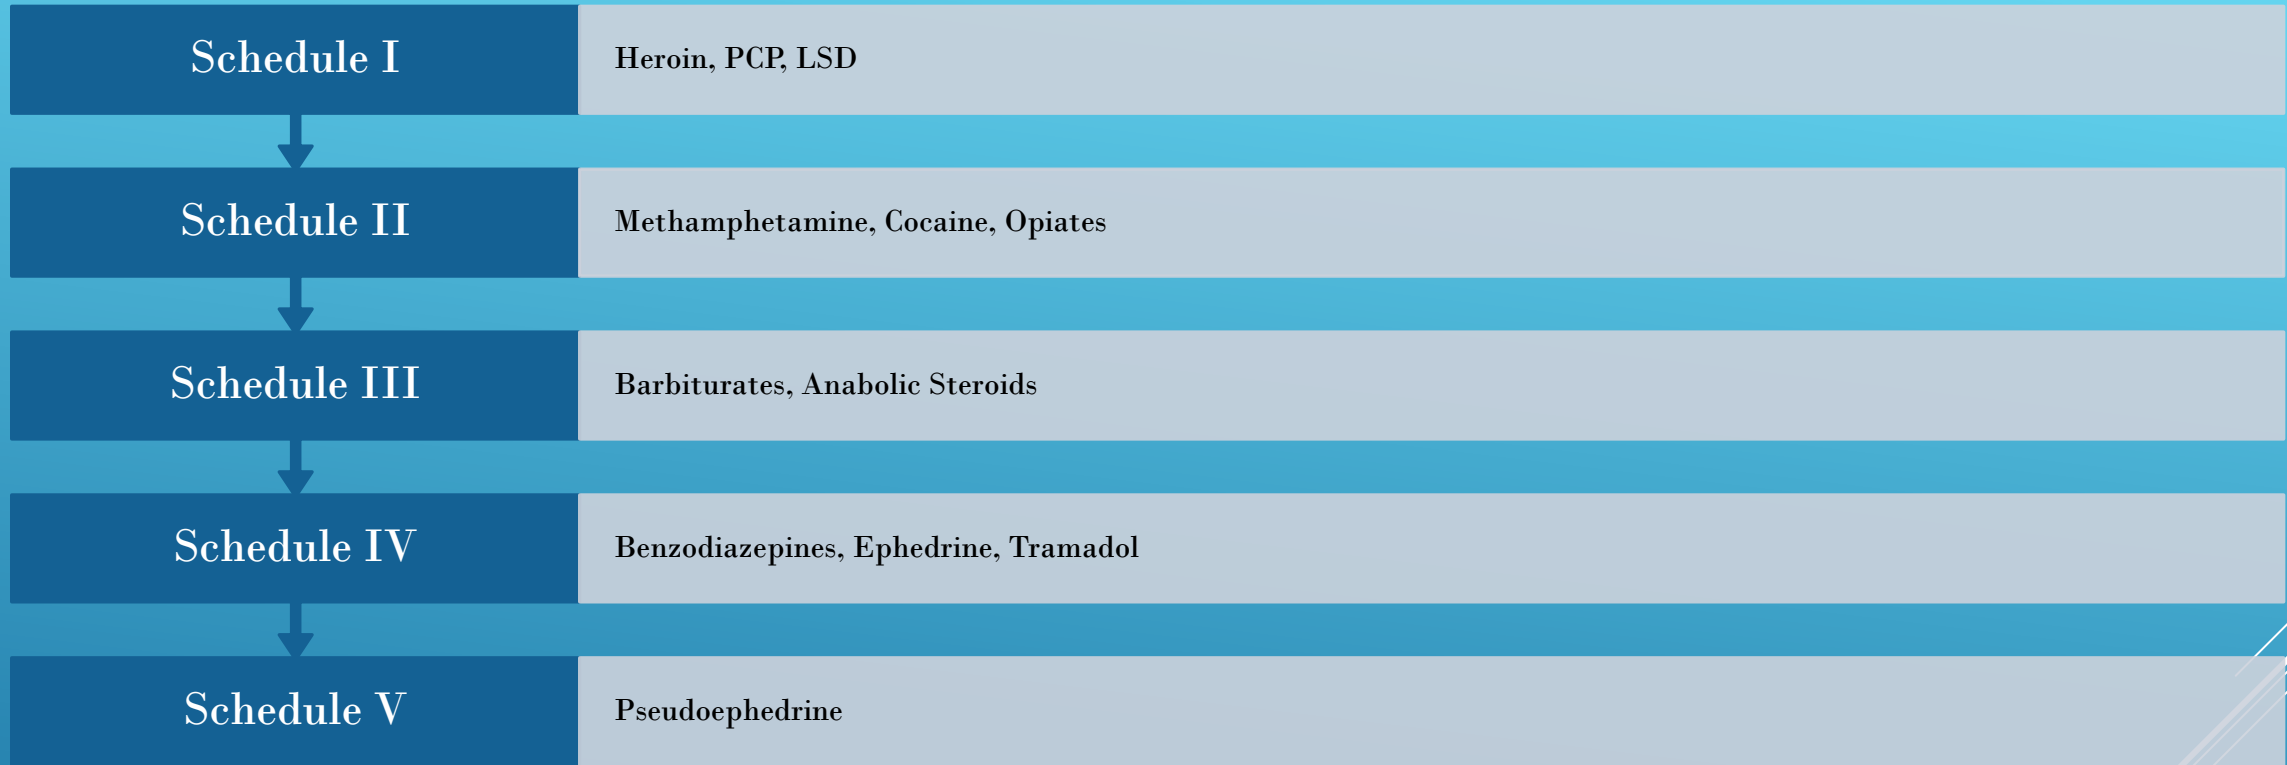 Schedule I
Heroin, PCP, LSD
Schedule II
Methamphetamine, Cocaine, Opiates
Schedule III
Barbiturates, Anabolic Steroids
Schedule IV
Benzodiazepines, Ephedrine, Tramadol
Schedule V
Pseudoephedrine